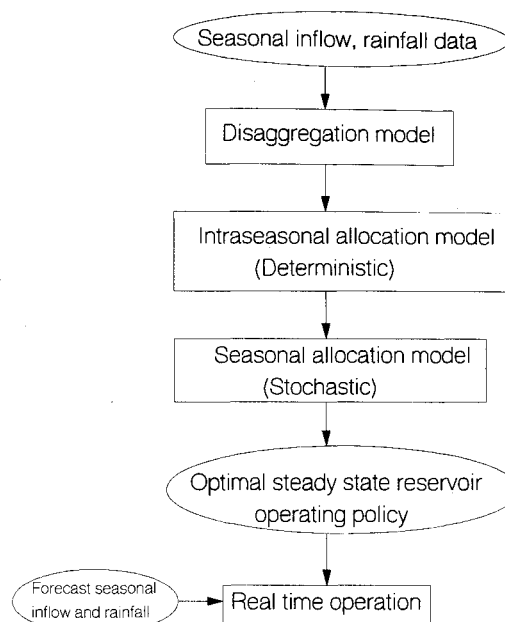 Seasonal inflow, rainfall data
Disaggregation model
Intraseasonal allocation model
(Deterministic)
Seasonal allocation model
(Stochastic)
Optimal steady state reservoir
operating policy
Forecast seasonal
inflow and rainfall
Real time operation